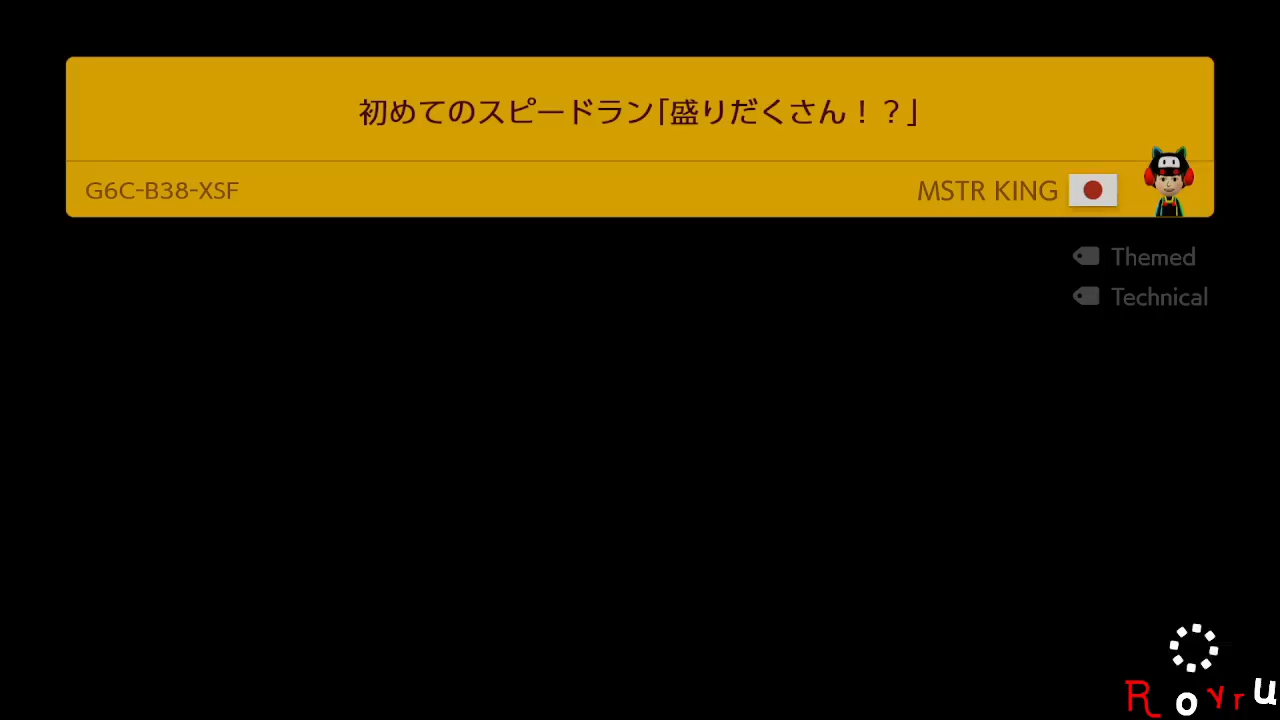 初めてのスピードラン「盛りだくさん！？」
G6C-B38-XSF
MSTR KING
Themed
Technical
Royru